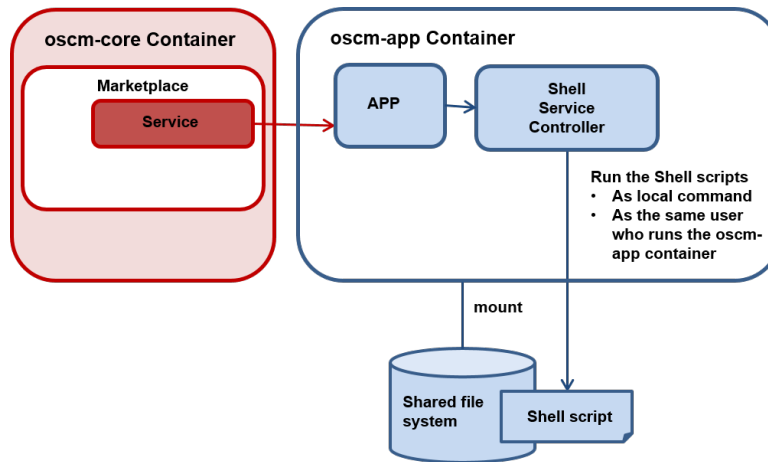 oscm-core Container
Marketplace
Service
oscm-app Container
APP
Shell
Service
Controller
Run the Shell scripts
• As local command
• As the same user
who runs the oscm-
app container
mount
Shared file
system
Shell script